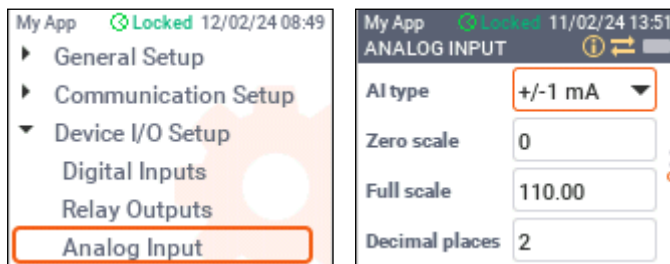 My App Locked 12/02/24 08:49
General Setup
Communication Setup
Device I/O Setup
Digital Inputs
Relay Outputs
Analog Input
My App Locked 11/02/24 13:51
ANALOG INPUT
AI type +/-1 mA
Zero scale 0
Full scale 110.00
Decimal places 2